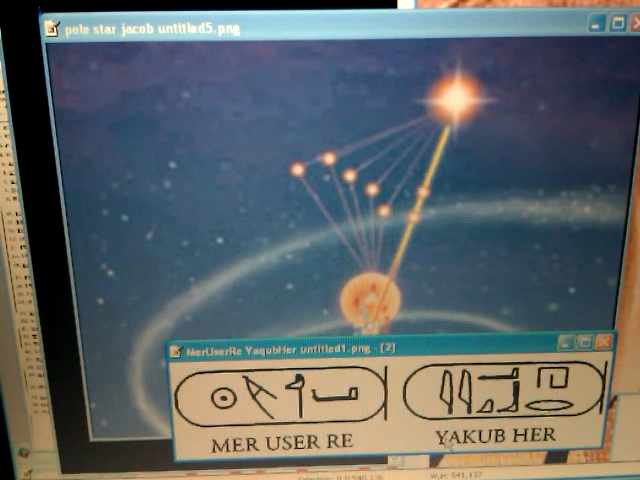 pole star jacob untitled5.png
MerUserRe YaqubHer untitled1.png - [2]
MER USER RE
YAKUB HER